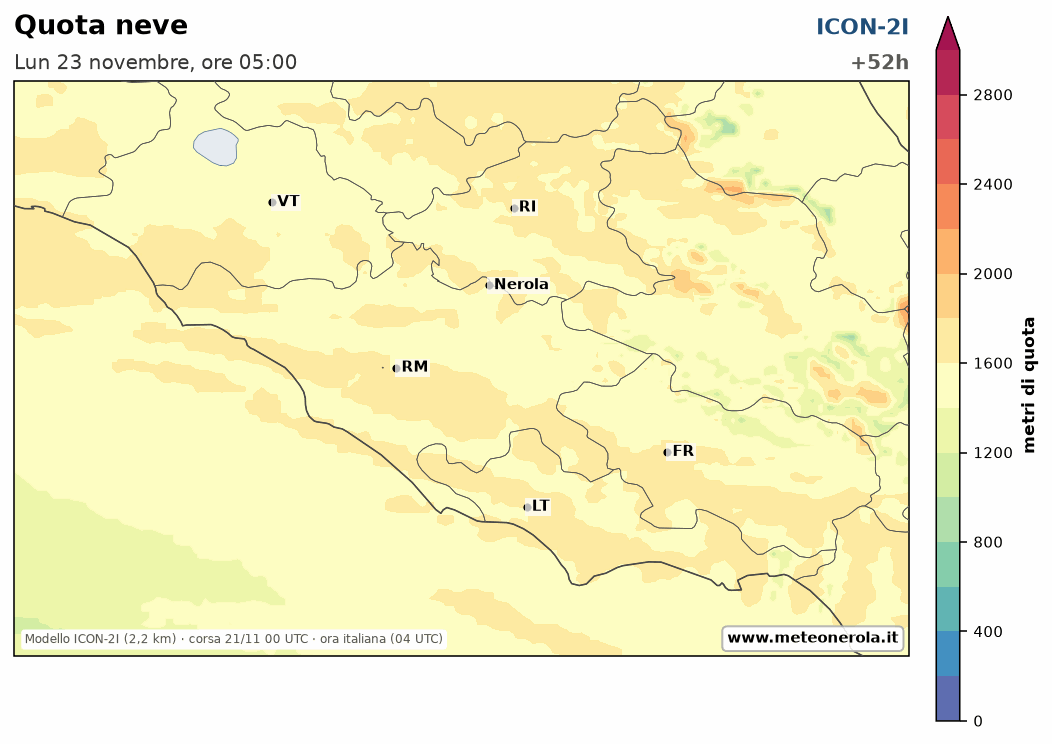 Quota neve
ICON-2I
Lun 23 novembre, ore 05:00
+52h
VT
RI
Nerola
RM
FR
LT
Modello ICON-2I (2,2 km) · corsa 21/11 00 UTC · ora italiana (04 UTC)
www.meteonerola.it
2800
2400
2000
1600
1200
800
400
0
metri di quota